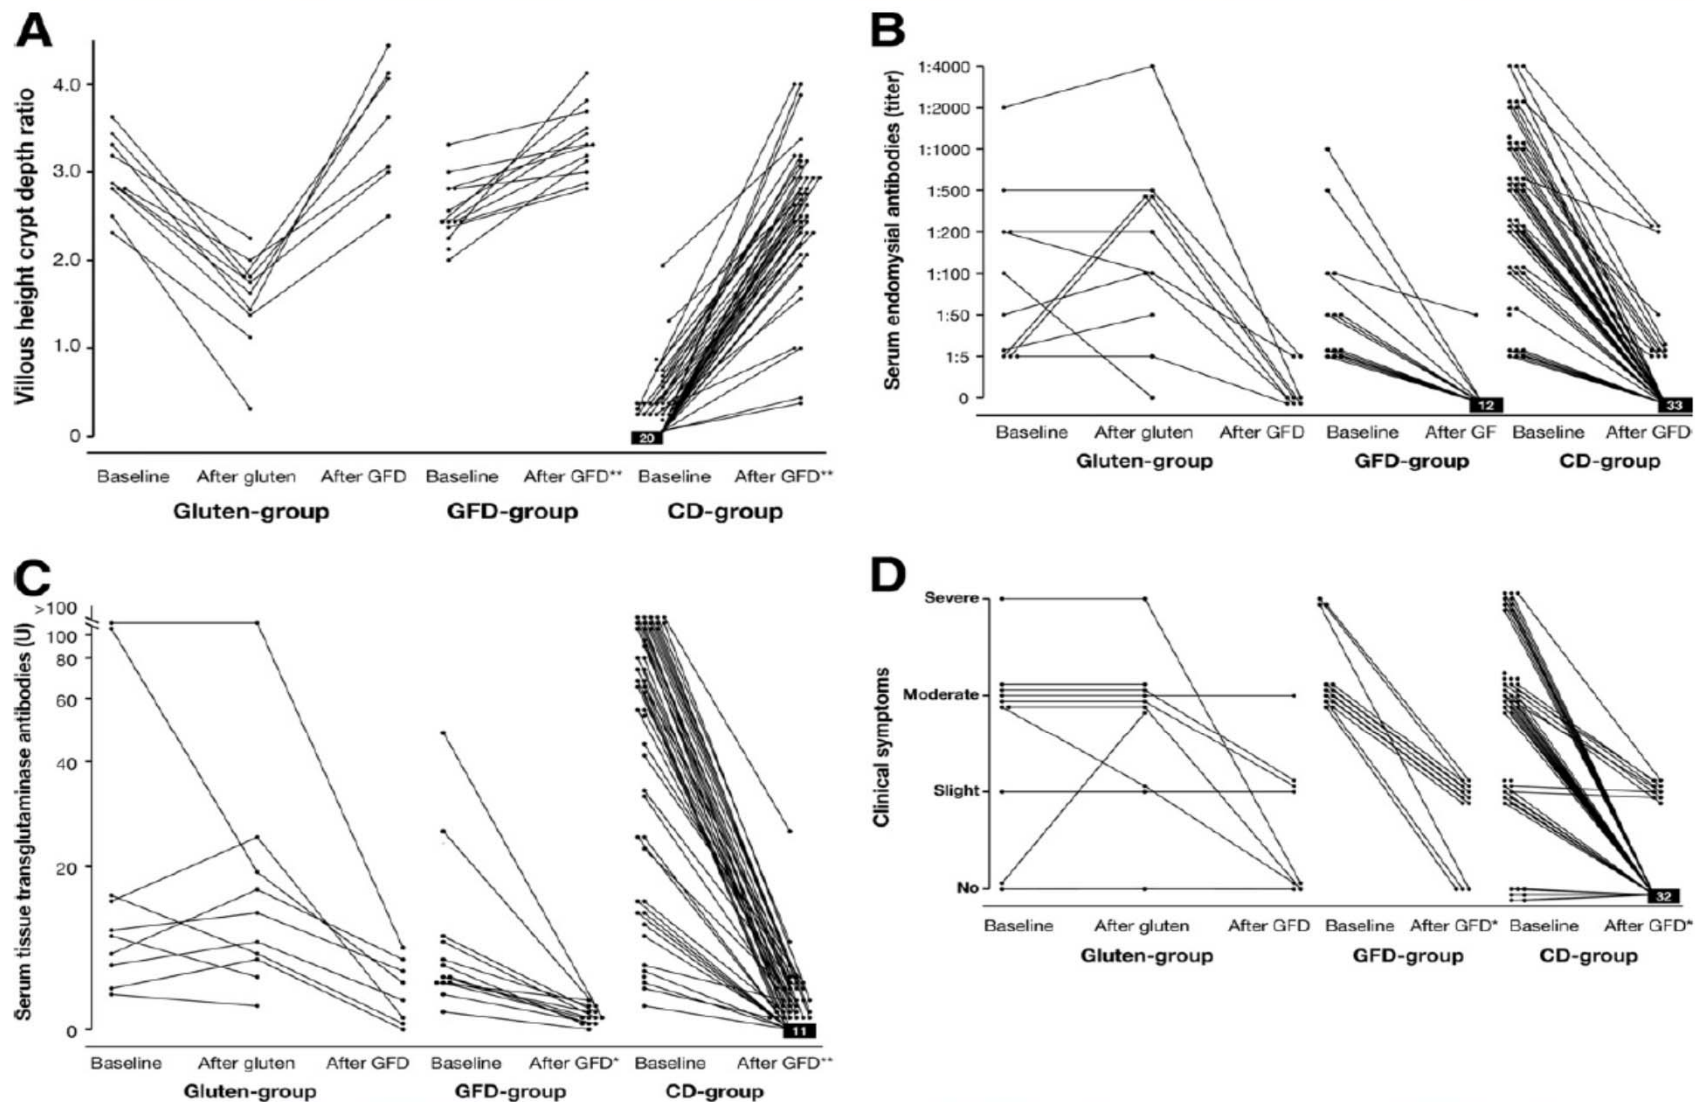 A
Villous height crypt depth ratio
4.0
3.0
2.0
1.0
0
20
Baseline After gluten After GFD Baseline After GFD** Baseline After GFD**
Gluten-group GFD-group CD-group
B
Serum endomysial antibodies (titer)
1:4000
1:2000
1:1000
1:500
1:200
1:100
1:50
1:5
0
12
33
Baseline After gluten After GFD Baseline After GF Baseline After GFD
Gluten-group GFD-group CD-group
C
Serum tissue transglutaminase antibodies (U)
>100
100
80
60
40
20
0
11
Baseline After gluten After GFD Baseline After GFD* Baseline After GFD**
Gluten-group GFD-group CD-group
D
Clinical symptoms
Severe
Moderate
Slight
No
32
Baseline After gluten After GFD Baseline After GFD* Baseline After GFD*
Gluten-group GFD-group CD-group